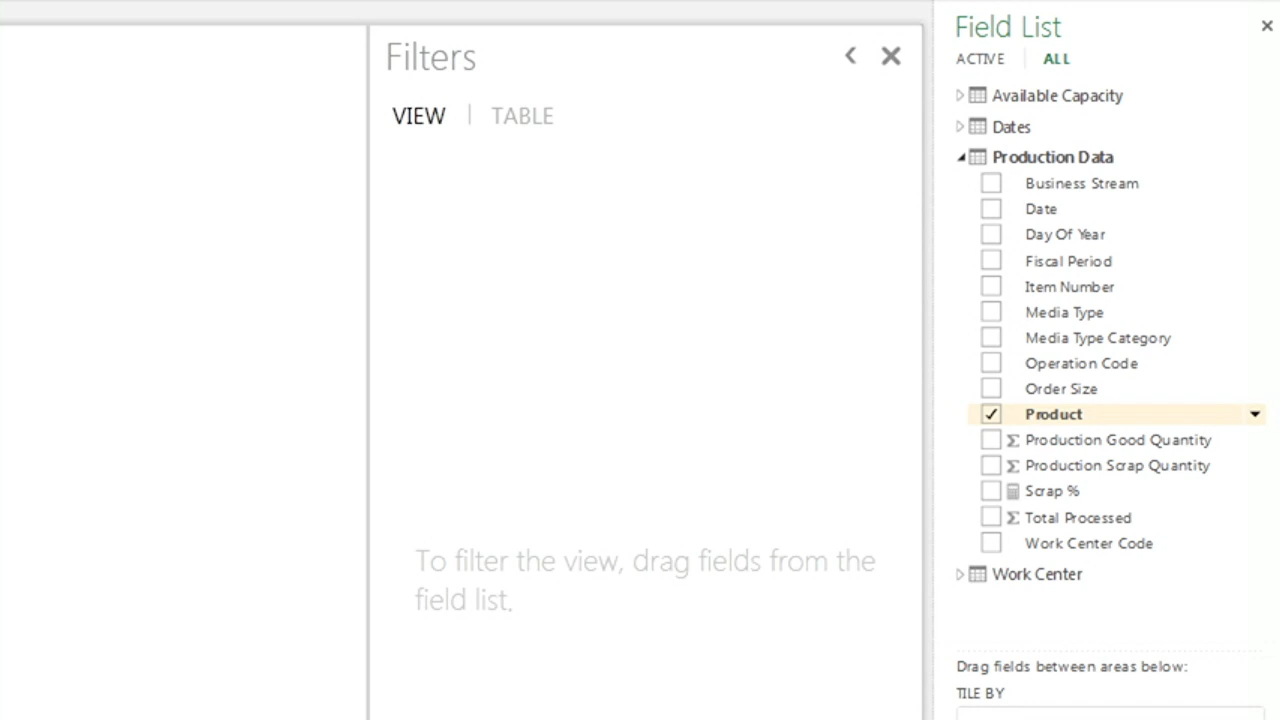 Filters
VIEW | TABLE
To filter the view, drag fields from the
field list.
Field List
ACTIVE ALL
Available Capacity
Dates
Production Data
Business Stream
Date
Day Of Year
Fiscal Period
Item Number
Media Type
Media Type Category
Operation Code
Order Size
Product
Σ Production Good Quantity
Σ Production Scrap Quantity
Scrap %
Σ Total Processed
Work Center Code
Work Center
Drag fields between areas below:
TILE BY